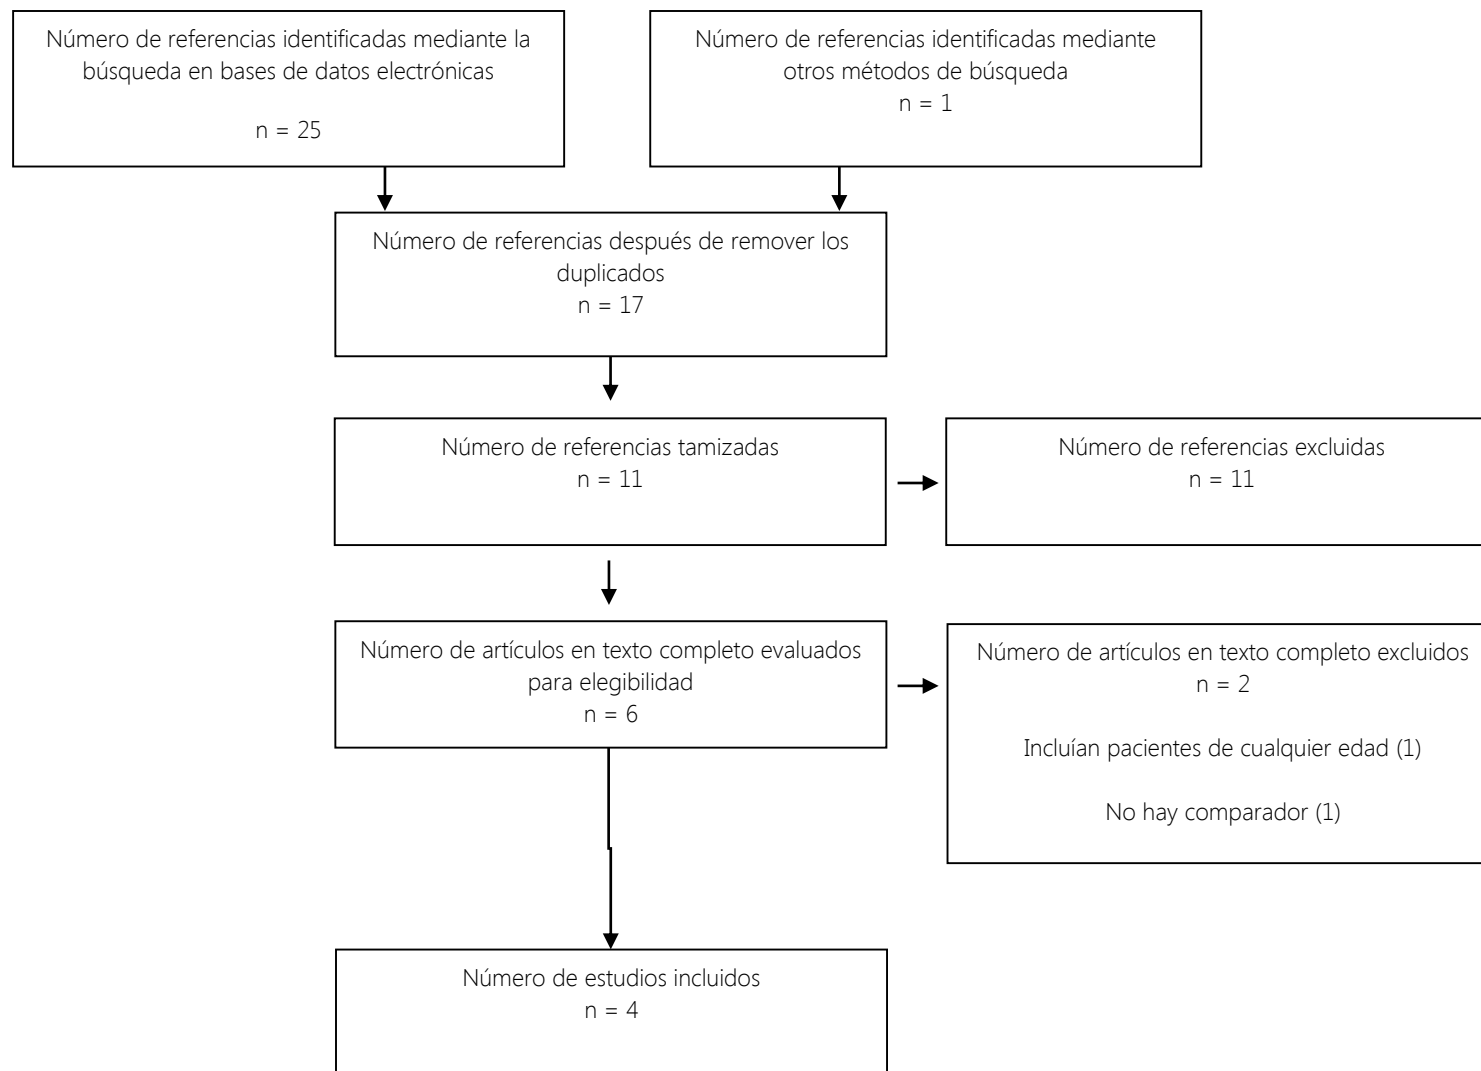 Número de referencias identificadas mediante la
búsqueda en bases de datos electrónicas
n = 25
Número de referencias identificadas mediante
otros métodos de búsqueda
n = 1
Número de referencias después de remover los
duplicados
n = 17
Número de referencias tamizadas
n = 11
Número de referencias excluidas
n = 11
Número de artículos en texto completo evaluados
para elegibilidad
n = 6
Número de artículos en texto completo excluidos
n = 2
Incluían pacientes de cualquier edad (1)
No hay comparador (1)
Número de estudios incluidos
n = 4